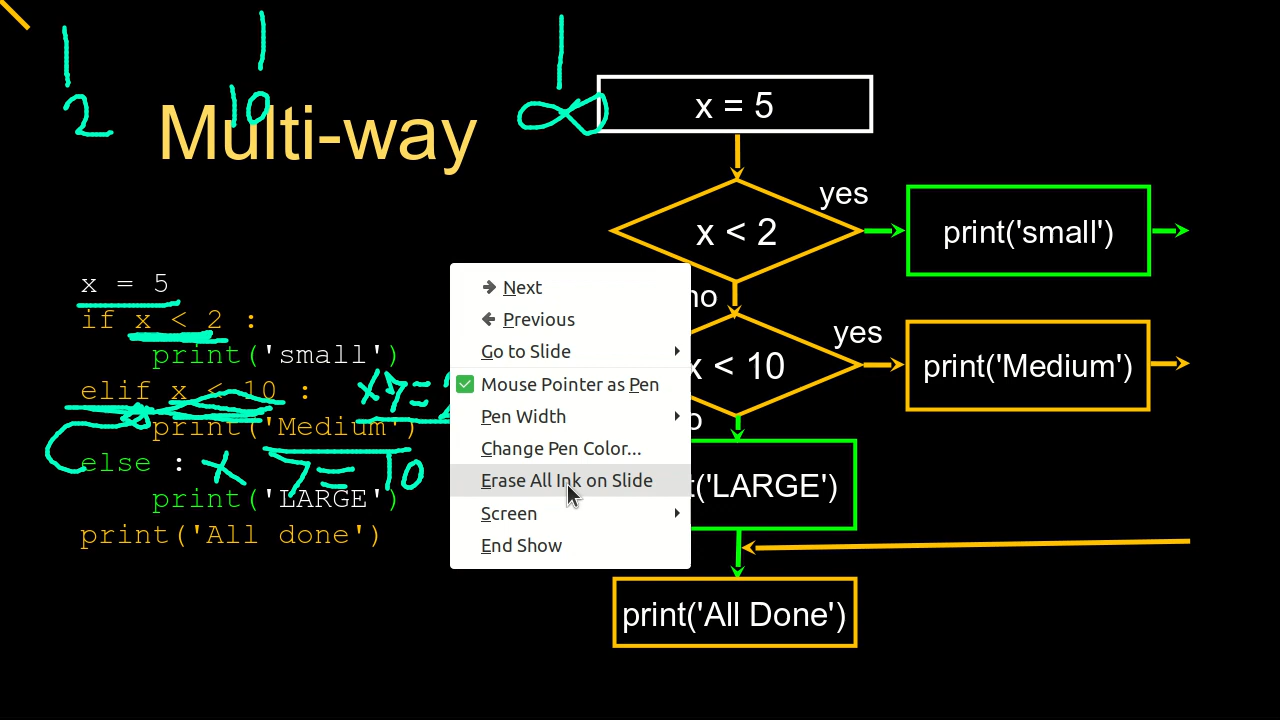 2
10
∞
Multi-way
x = 5
if x < 2 :
print('small')
elif x < 10 :
print('Medium')
else :
print('LARGE')
print('All done')
x 7=
x 7= 10
Next
Previous
Go to Slide
Mouse Pointer as Pen
Pen Width
Change Pen Color...
Erase All Ink on Slide
Screen
End Show
x = 5
x < 2
yes
print('small')
no
x < 10
yes
print('Medium')
t('LARGE')
print('All Done')